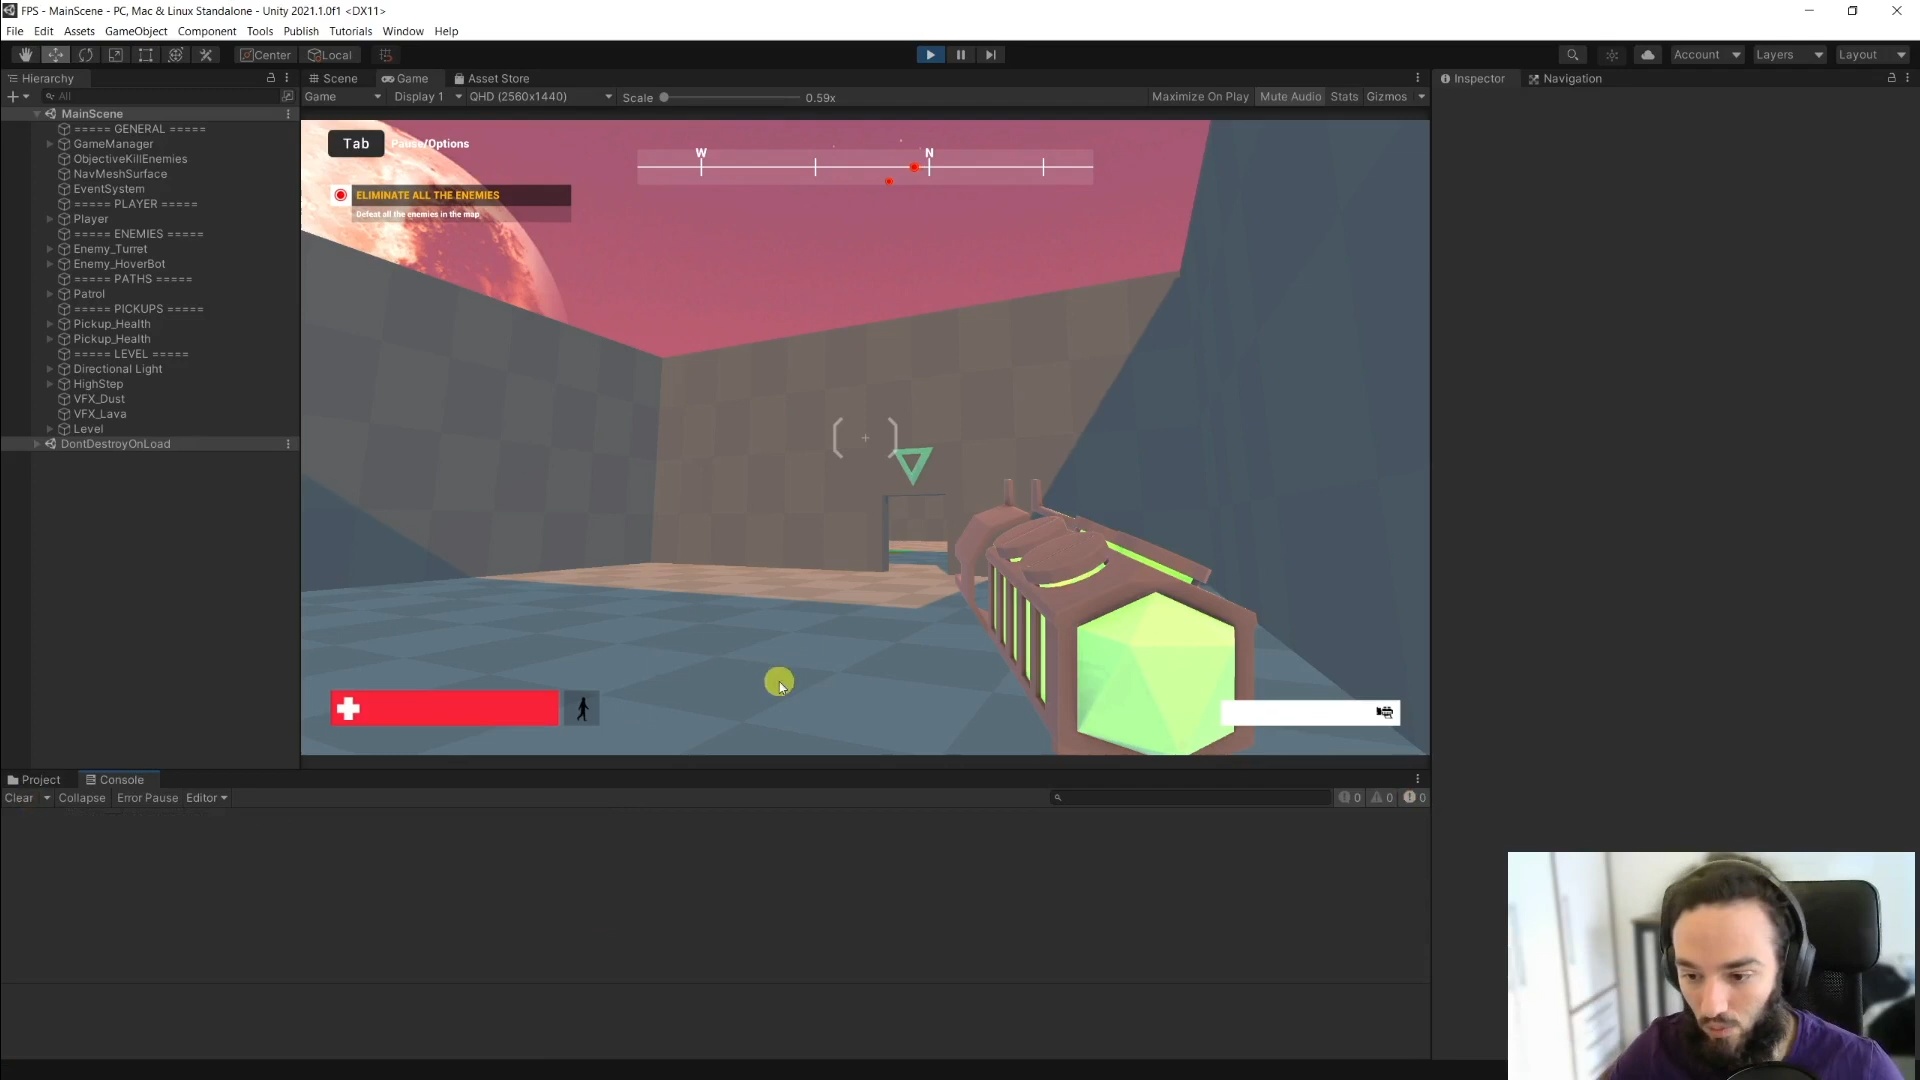 FPS - MainScene - PC, Mac & Linux Standalone - Unity 2021.1.0f1 <DX11>
File Edit Assets GameObject Component Tools Publish Tutorials Window Help
Center Local Account Layers Layout
Hierarchy
All
MainScene
===== GENERAL =====
GameManager
ObjectiveKillEnemies
NavMeshSurface
EventSystem
===== PLAYER =====
Player
===== ENEMIES =====
Enemy_Turret
Enemy_HoverBot
===== PATHS =====
Patrol
===== PICKUPS =====
Pickup_Health
Pickup_Health
===== LEVEL =====
Directional Light
HighStep
VFX_Dust
VFX_Lava
Level
DontDestroyOnLoad
Scene Game Asset Store
Game Display 1 QHD (2560x1440) Scale 0.59x Maximize On Play Mute Audio Stats Gizmos
Tab Pause/Options
W N
ELIMINATE ALL THE ENEMIES
Defeat all the enemies in the map
Inspector Navigation
Project Console
Clear Collapse Error Pause Editor 0 0 0